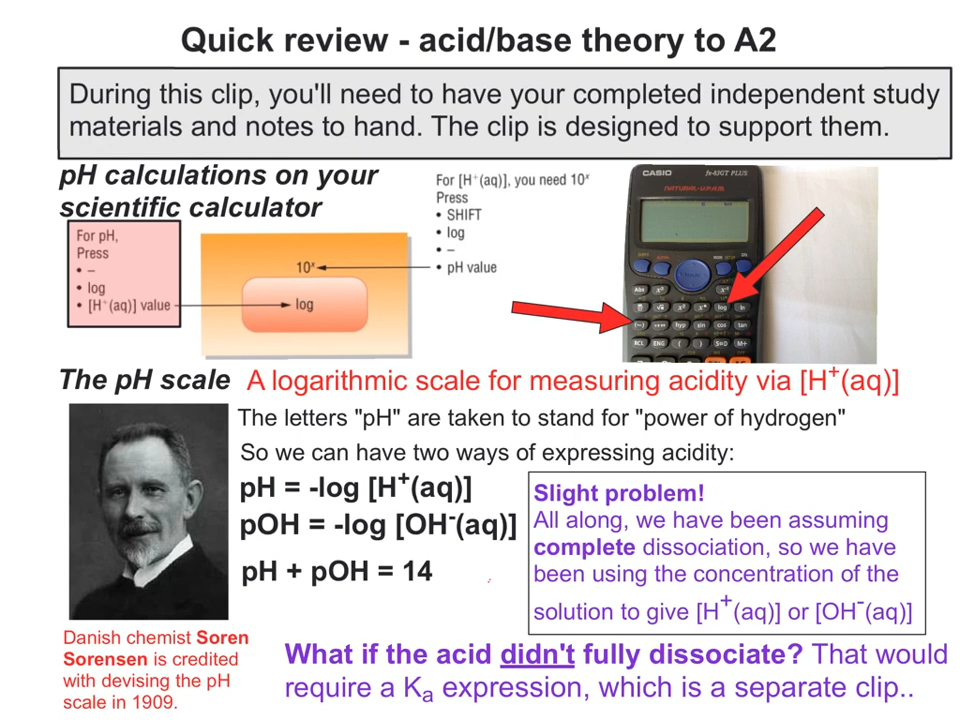 Quick review - acid/base theory to A2
During this clip, you'll need to have your completed independent study
materials and notes to hand. The clip is designed to support them.
pH calculations on your
scientific calculator
For pH,
Press
• –
• log
• [H⁺(aq)] value
10ˣ
log
For [H⁺(aq)], you need 10ˣ
Press
• SHIFT
• log
• –
• pH value
CASIO fx-83GT PLUS
NATURAL-V.P.A.M.
The pH scale A logarithmic scale for measuring acidity via [H⁺(aq)]
The letters "pH" are taken to stand for "power of hydrogen"
So we can have two ways of expressing acidity:
pH = -log [H⁺(aq)]
pOH = -log [OH⁻(aq)]
pH + pOH = 14
Slight problem!
All along, we have been assuming
complete dissociation, so we have
been using the concentration of the
solution to give [H⁺(aq)] or [OH⁻(aq)]
Danish chemist Soren
Sorensen is credited
with devising the pH
scale in 1909.
What if the acid didn't fully dissociate? That would
require a Kₐ expression, which is a separate clip..